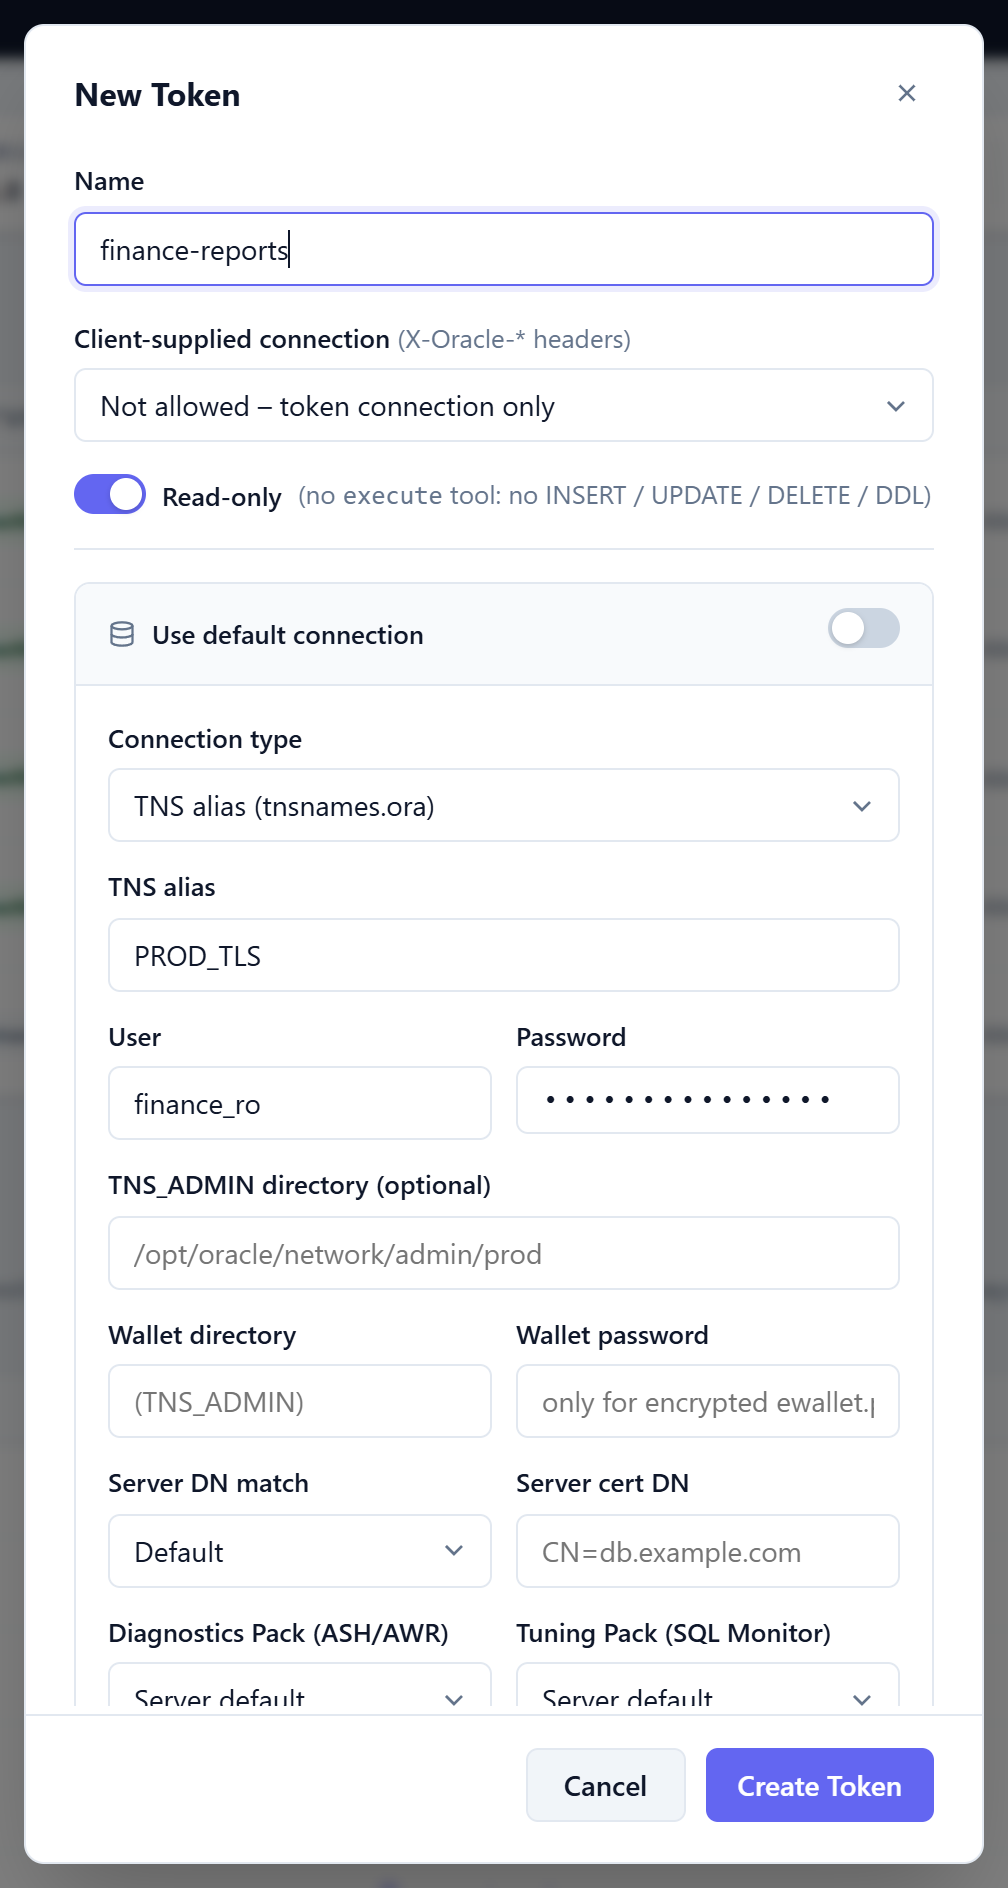 New Token
Name
finance-reports
Client-supplied connection (X-Oracle-* headers)
Not allowed – token connection only
Read-only (no execute tool: no INSERT / UPDATE / DELETE / DDL)
Use default connection
Connection type
TNS alias (tnsnames.ora)
TNS alias
PROD_TLS
User Password
finance_ro •••••••••••••••
TNS_ADMIN directory (optional)
/opt/oracle/network/admin/prod
Wallet directory Wallet password
(TNS_ADMIN) only for encrypted ewallet.
Server DN match Server cert DN
Default CN=db.example.com
Diagnostics Pack (ASH/AWR) Tuning Pack (SQL Monitor)
Server default Server default
Cancel Create Token